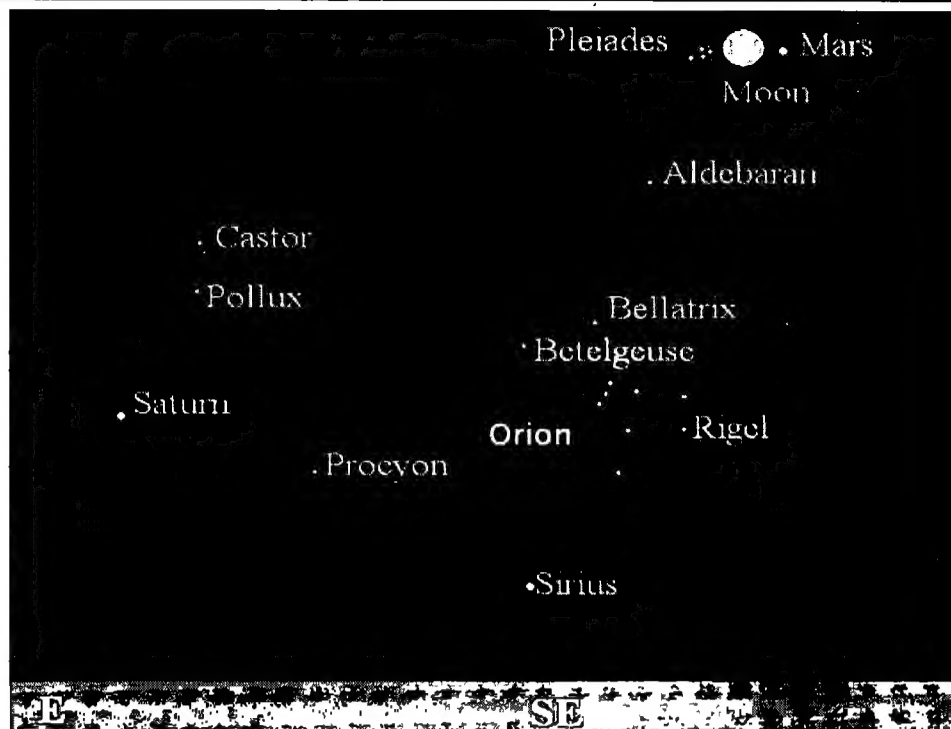 Pleiades
Mars
Moon
Aldebaran
Castor
Pollux
Bellatrix
Betelgeuse
Saturn
Orion
Rigel
Procyon
Sirius
E
SE